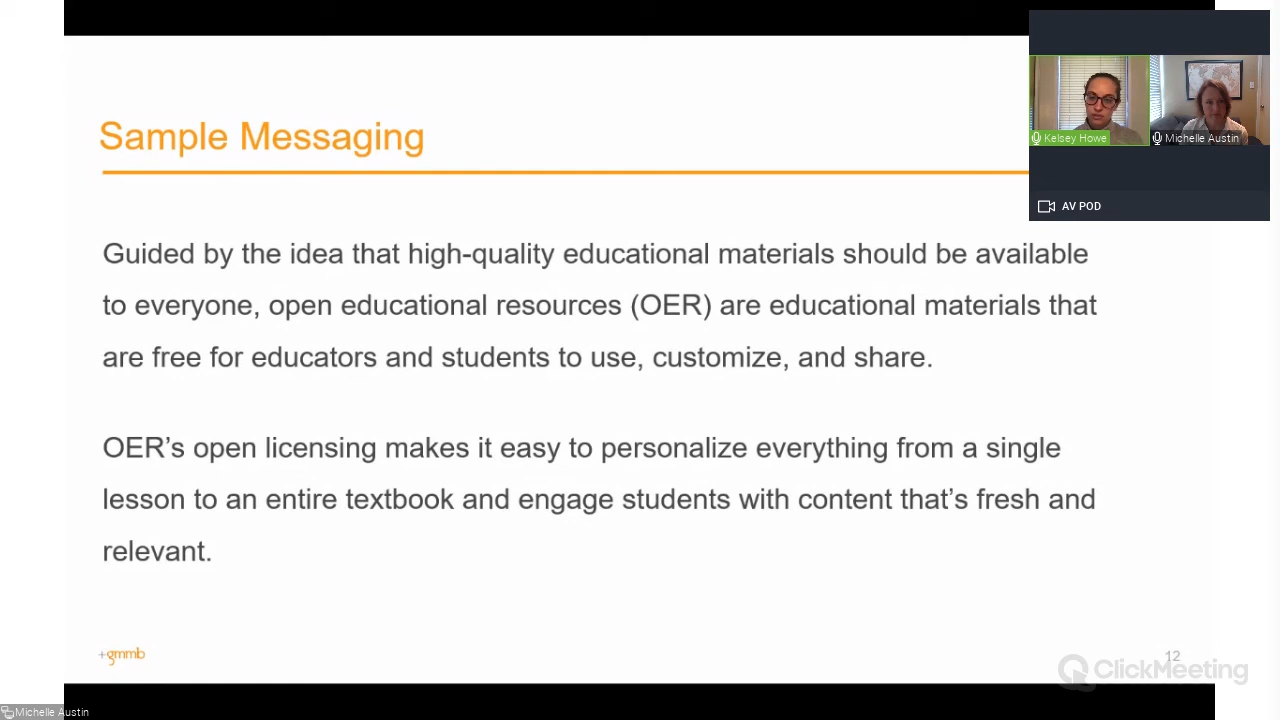 Sample Messaging
Kelsey Howe
Michelle Austin
AV POD
Guided by the idea that high-quality educational materials should be available
to everyone, open educational resources (OER) are educational materials that
are free for educators and students to use, customize, and share.
OER’s open licensing makes it easy to personalize everything from a single
lesson to an entire textbook and engage students with content that’s fresh and
relevant.
+gmmb
12
ClickMeeting
Michelle Austin